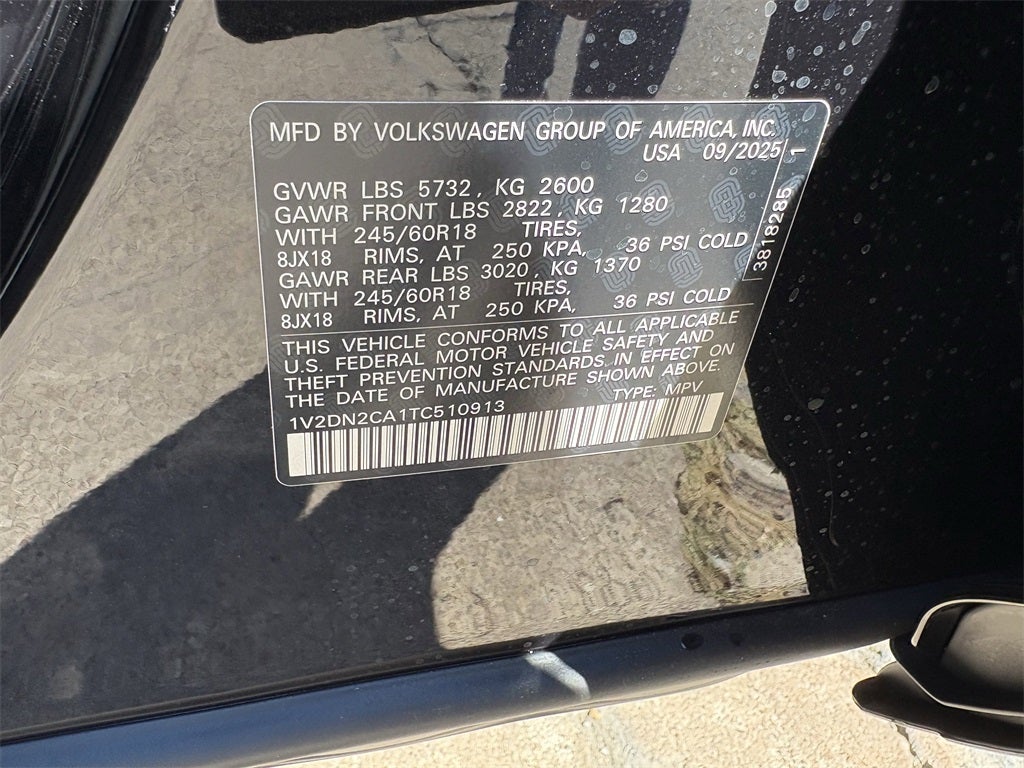 MFD BY VOLKSWAGEN GROUP OF AMERICA, INC.
USA 09/2025 1
GVWR LBS 5732, KG 2600
GAWR FRONT LBS 2822, KG 1280
WITH 245/60R18 TIRES,
8JX18 RIMS, AT 250 KPA, 36 PSI COLD
GAWR REAR LBS 3020, KG 1370
WITH 245/60R18 TIRES,
8JX18 RIMS, AT 250 KPA, 36 PSI COLD
3818285
THIS VEHICLE CONFORMS TO ALL APPLICABLE
U.S. FEDERAL MOTOR VEHICLE SAFETY AND
THEFT PREVENTION STANDARDS IN EFFECT ON
THE DATE OF MANUFACTURE SHOWN ABOVE.
TYPE: MPV
1V2DN2CA1TC510913